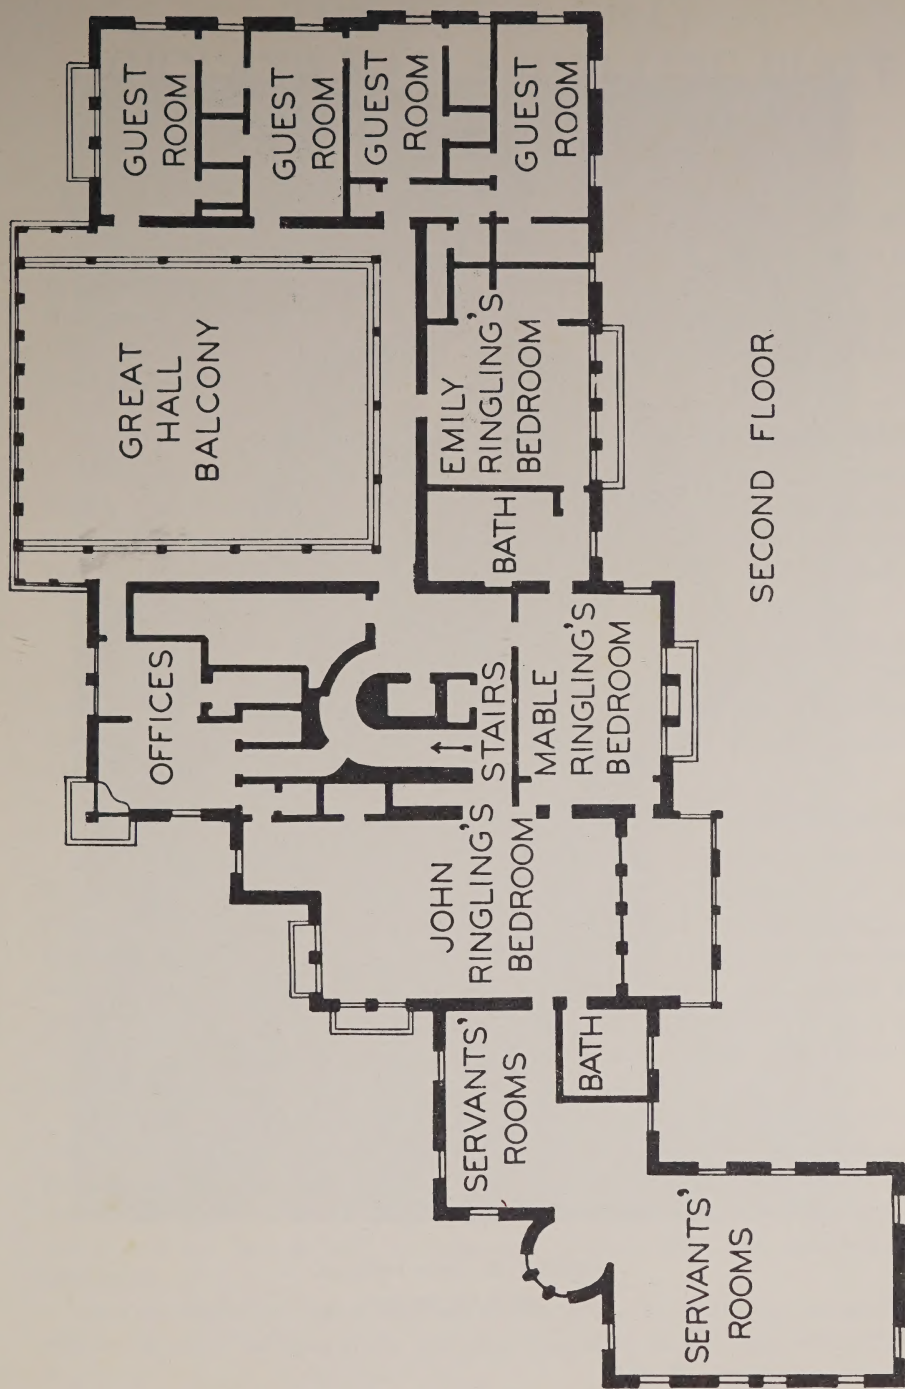 SERVANTS'
ROOMS
SERVANTS'
ROOMS
BATH
JOHN
RINGLING'S
BEDROOM
OFFICES
STAIRS
MABLE
RINGLING'S
BEDROOM
GREAT
HALL
BALCONY
BATH
EMILY
RINGLING'S
BEDROOM
GUEST
ROOM
GUEST
ROOM
GUEST
ROOM
GUEST
ROOM
SECOND FLOOR